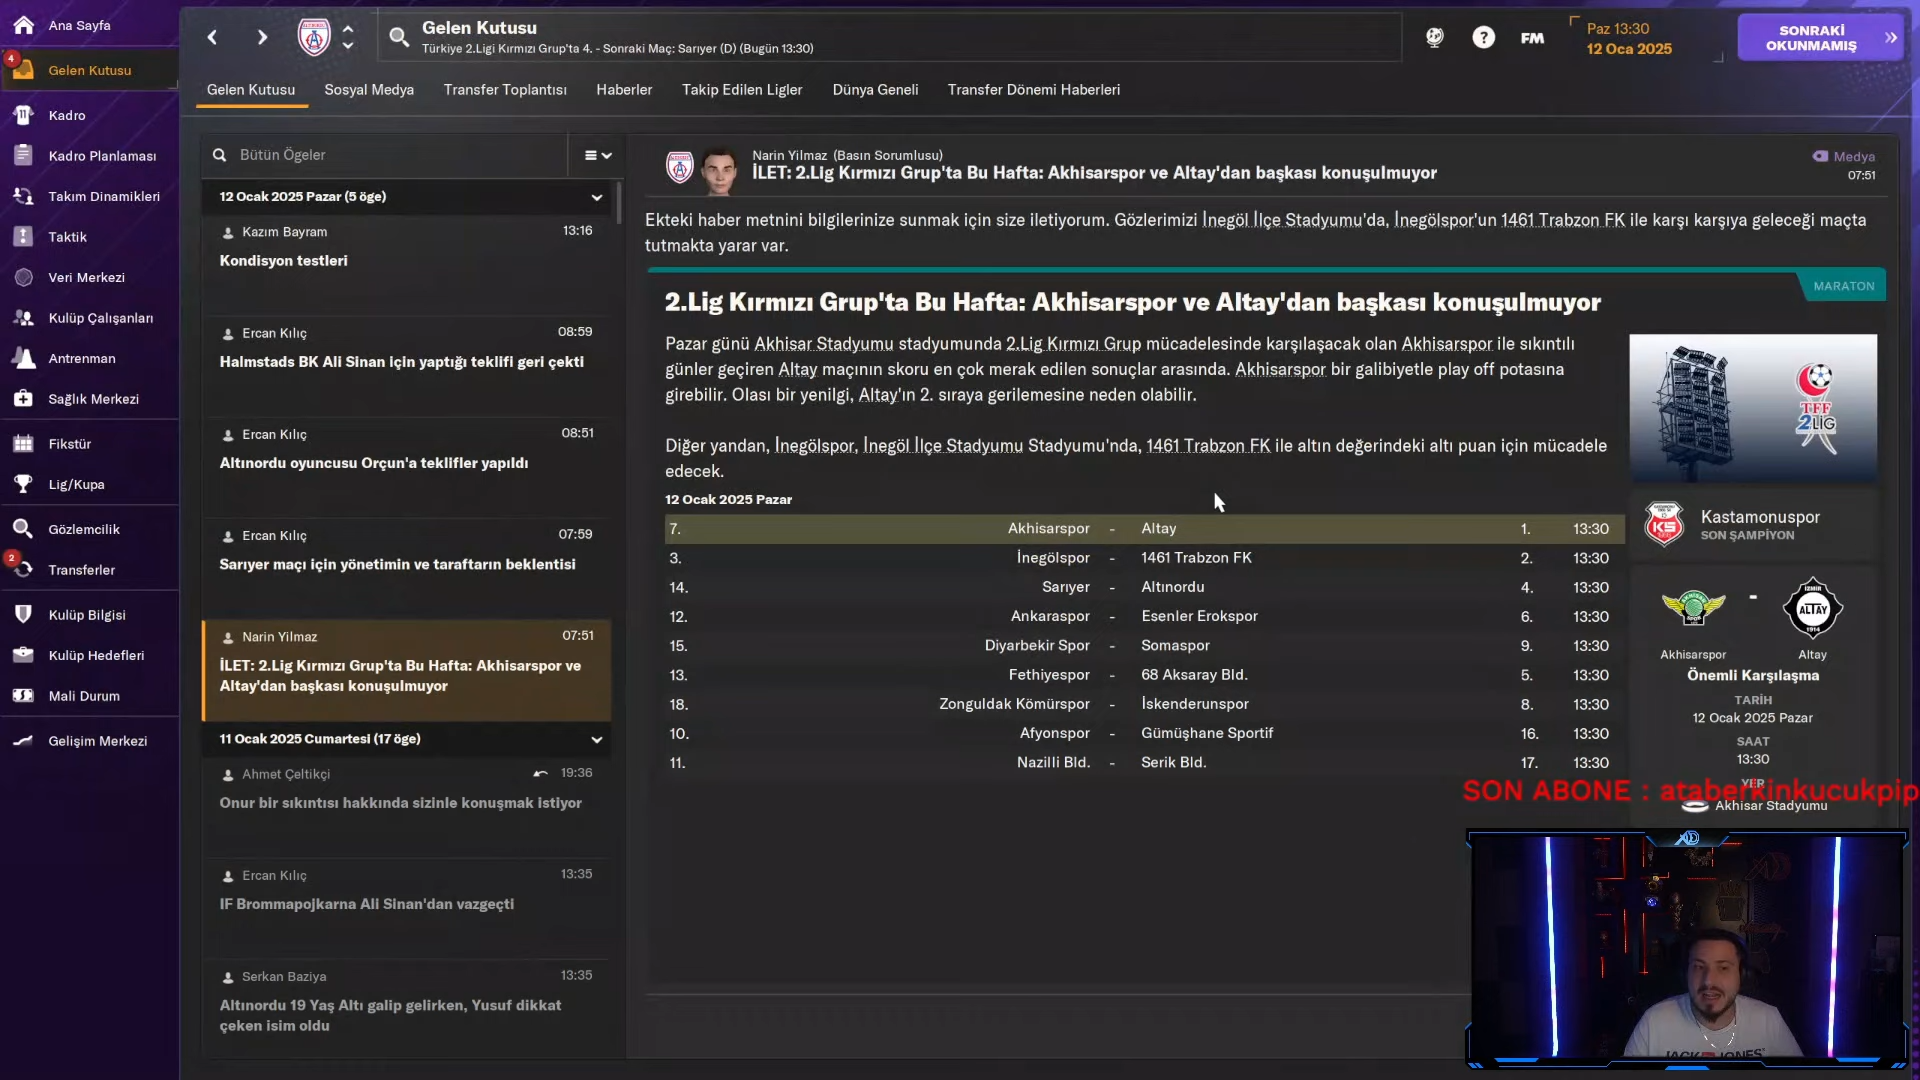 Ana Sayfa
4
Gelen Kutusu
Kadro
Kadro Planlaması
Takım Dinamikleri
Taktik
Veri Merkezi
Kulüp Çalışanları
Antrenman
Sağlık Merkezi
Fikstür
Lig/Kupa
Gözlemcilik
2
Transferler
Kulüp Bilgisi
Kulüp Hedefleri
Mali Durum
Gelişim Merkezi
Gelen Kutusu
Türkiye 2.Ligi Kırmızı Grup'ta 4. - Sonraki Maç: Sarıyer (D) (Bugün 13:30)
?
FM
Paz 13:30
12 Oca 2025
SONRAKİ
OKUNMAMIŞ
Gelen Kutusu Sosyal Medya Transfer Toplantısı Haberler Takip Edilen Ligler Dünya Geneli Transfer Dönemi Haberleri
Bütün Ögeler
12 Ocak 2025 Pazar (5 öge)
Kazım Bayram 13:16
Kondisyon testleri
Ercan Kılıç 08:59
Halmstads BK Ali Sinan için yaptığı teklifi geri çekti
Ercan Kılıç 08:51
Altınordu oyuncusu Orçun'a teklifler yapıldı
Ercan Kılıç 07:59
Sarıyer maçı için yönetimin ve taraftarın beklentisi
Narin Yilmaz 07:51
İLET: 2.Lig Kırmızı Grup'ta Bu Hafta: Akhisarspor ve
Altay'dan başkası konuşulmuyor
11 Ocak 2025 Cumartesi (17 öge)
Ahmet Çeltikçi 19:36
Onur bir sıkıntısı hakkında sizinle konuşmak istiyor
Ercan Kılıç 13:35
IF Brommapojkarna Ali Sinan'dan vazgeçti
Serkan Baziya 13:35
Altınordu 19 Yaş Altı galip gelirken, Yusuf dikkat
çeken isim oldu
Narin Yilmaz (Basın Sorumlusu)
İLET: 2.Lig Kırmızı Grup'ta Bu Hafta: Akhisarspor ve Altay'dan başkası konuşulmuyor
Medya
07:51
Ekteki haber metnini bilgilerinize sunmak için size iletiyorum. Gözlerimizi İnegöl İlçe Stadyumu'da, İnegölspor'un 1461 Trabzon FK ile karşı karşıya geleceği maçta
tutmakta yarar var.
MARATON
2.Lig Kırmızı Grup'ta Bu Hafta: Akhisarspor ve Altay'dan başkası konuşulmuyor
Pazar günü Akhisar Stadyumu stadyumunda 2.Lig Kırmızı Grup mücadelesinde karşılaşacak olan Akhisarspor ile sıkıntılı
günler geçiren Altay maçının skoru en çok merak edilen sonuçlar arasında. Akhisarspor bir galibiyetle play off potasına
girebilir. Olası bir yenilgi, Altay'ın 2. sıraya gerilemesine neden olabilir.
Diğer yandan, İnegölspor, İnegöl İlçe Stadyumu Stadyumu'nda, 1461 Trabzon FK ile altın değerindeki altı puan için mücadele
edecek.
12 Ocak 2025 Pazar
7. Akhisarspor - Altay 1. 13:30
3. İnegölspor - 1461 Trabzon FK 2. 13:30
14. Sarıyer - Altınordu 4. 13:30
12. Ankaraspor - Esenler Erokspor 6. 13:30
15. Diyarbekir Spor - Somaspor 9. 13:30
13. Fethiyespor - 68 Aksaray Bld. 5. 13:30
18. Zonguldak Kömürspor - İskenderunspor 8. 13:30
10. Afyonspor - Gümüşhane Sportif 16. 13:30
11. Nazilli Bld. - Serik Bld. 17. 13:30
TFF
2LIG
Kastamonuspor
SON ŞAMPİYON
İZMİR
ALTAY
1914
-
Akhisarspor Altay
Önemli Karşılaşma
TARİH
12 Ocak 2025 Pazar
SAAT
13:30
YER
Akhisar Stadyumu
SON ABONE : ataberkinkucukpip
JACK & JONES